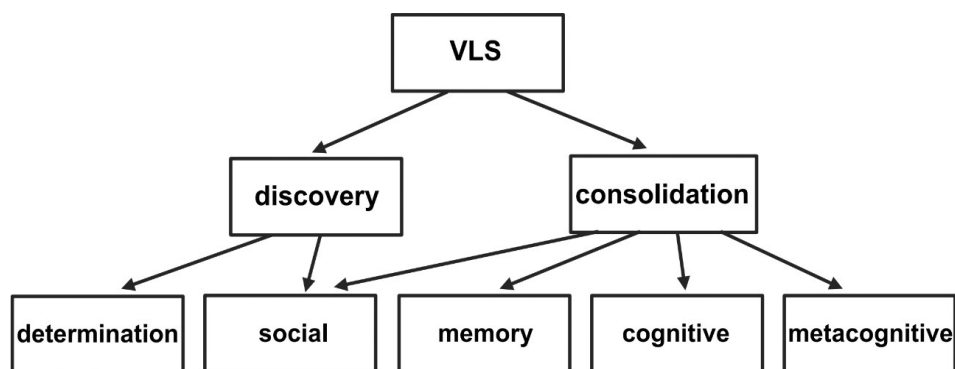 VLS
discovery
consolidation
determination
social
memory
cognitive
metacognitive